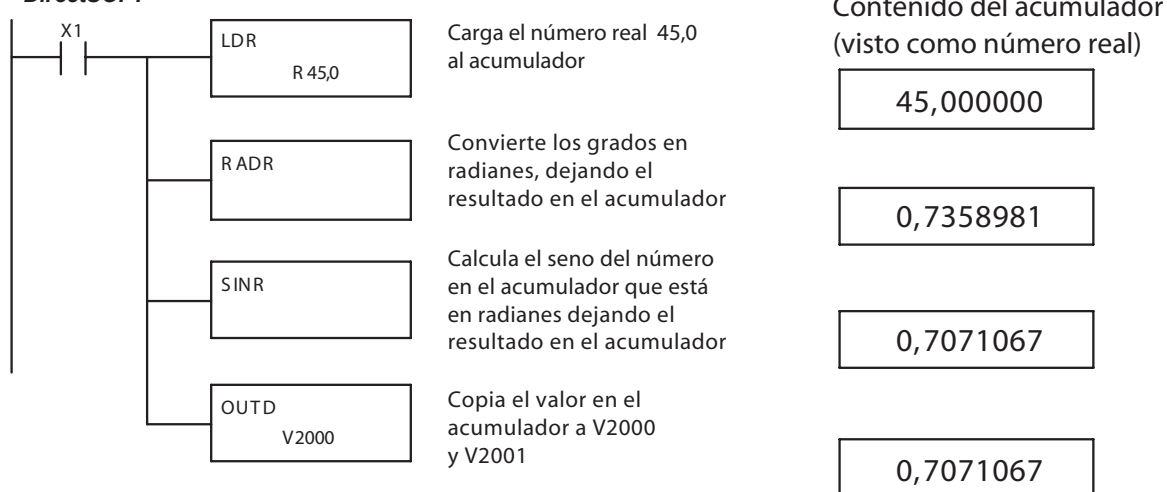 Contenido del acumulador
(visto como número real)
X1
LDR
R 45,0
Carga el número real 45,0
al acumulador
45,000000
R ADR
Convierte los grados en
radianes, dejando el
resultado en el acumulador
0,7358981
SINR
Calcula el seno del número
en el acumulador que está
en radianes dejando el
resultado en el acumulador
0,7071067
OUTD
V2000
Copia el valor en el
acumulador a V2000
y V2001
0,7071067